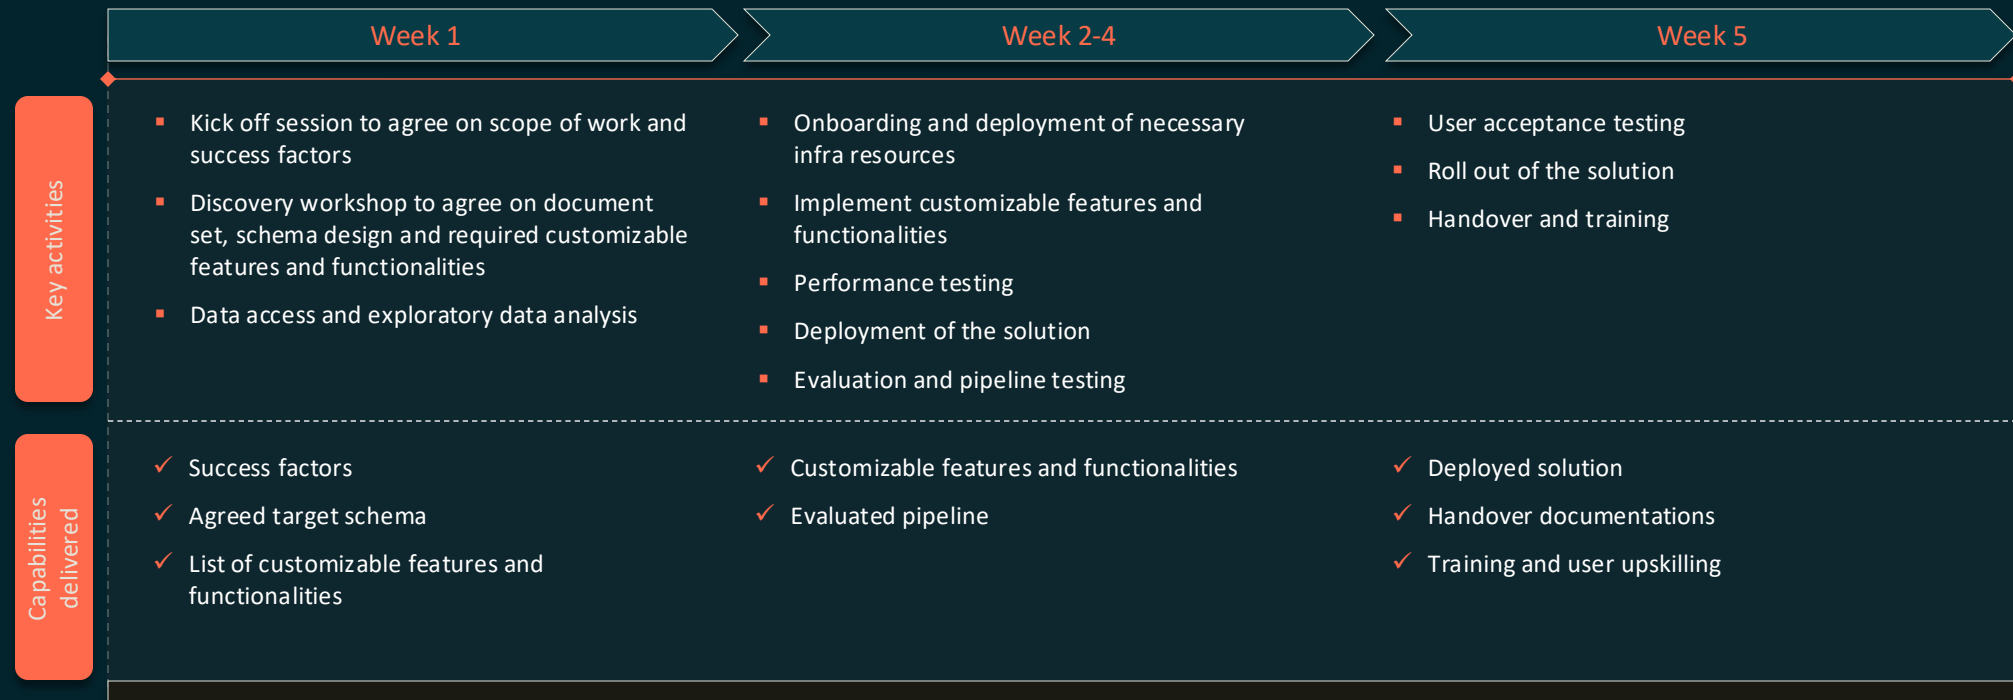 Week 1
Week 2-4
Week 5
Key activities
Kick off session to agree on scope of work and
success factors
Discovery workshop to agree on document
set, schema design and required customizable
features and functionalities
Data access and exploratory data analysis
Onboarding and deployment of necessary
infra resources
Implement customizable features and
functionalities
Performance testing
Deployment of the solution
Evaluation and pipeline testing
User acceptance testing
Roll out of the solution
Handover and training
Capabilities
delivered
Success factors
Agreed target schema
List of customizable features and
functionalities
Customizable features and functionalities
Evaluated pipeline
Deployed solution
Handover documentations
Training and user upskilling